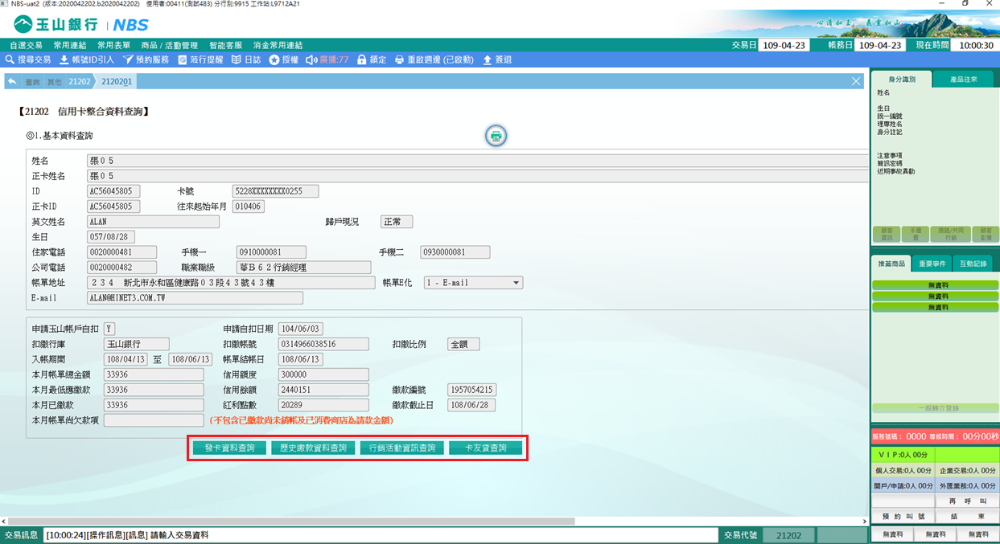 NBS-uat2 (版本:2020042202.b2020042202) 使用者:00411(測試483) 分行別:9915 工作站:L9712A21
玉山銀行 | NBS
心清如玉 義重如山
自選交易 常用連結 常用表單 商品 / 活動管理 智能客服 消金常用連結 交易日 109-04-23 帳務日 109-04-23 現在時間 10:00:30
搜尋交易 帳號ID引入 預約服務 落行提醒 日誌 授權 廣播:77 鎖定 重啟週邊 (已啟動) 簽退
查詢 其他 21202 2120201
【21202 信用卡整合資料查詢】
◎1.基本資料查詢
姓名 張０５
正卡姓名 張０５
ID AC56045805 卡號 5228XXXXXXXX0255
正卡ID AC56045805 往來起始年月 010406
英文姓名 ALAN 歸戶現況 正常
生日 057/08/28
住家電話 0020000481 手機一 0910000081 手機二 0930000081
公司電話 0020000482 職業職級 華Ｂ６２行銷經理
帳單地址 ２３４ 新北市永和區健康路０３段４３號４３樓 帳單E化 1 - E-mail
E-mail ALAN@HINET3.COM.TW
申請玉山帳戶自扣 Y 申請自扣日期 104/06/03
扣繳行庫 玉山銀行 扣繳帳號 0314966038516 扣繳比例 全額
入帳期間 108/04/13 至 108/06/13 帳單結帳日 108/06/13
本月帳單總金額 33936 信用額度 300000
本月最低應繳款 33936 信用餘額 2440151 繳款編號 1957054215
本月已繳款 33936 紅利點數 20289 繳款截止日 108/06/28
本月帳單尚欠款項 (不包含已繳款尚未銷帳及已消費商店為請款金額)
發卡資料查詢 歷史繳款資料查詢 行銷活動資訊查詢 卡友貸查詢
交易訊息 [10:00:24][操作訊息][訊息] 請輸入交易資料 交易代號 21202
身分識別 產品往來
姓名
生日
統一編號
理專姓名
身分註記
注意事項
簡訊密碼
近期事故異動
顧客資訊 手續費 通路/共同行銷 顧客影像
推薦商品 重要事件 互動記錄
無資料
無資料
無資料
一般轉介登錄
服務號碼： 0000 等候時間： 00分00秒
ＶＩＰ:0人 00分
個人交易:0人 00分 企業交易:0人 00分
開戶/申請:0人 00分 外匯業務:0人 00分
再 呼 叫
預 約 叫 號 結 束
無資料 無資料 無資料